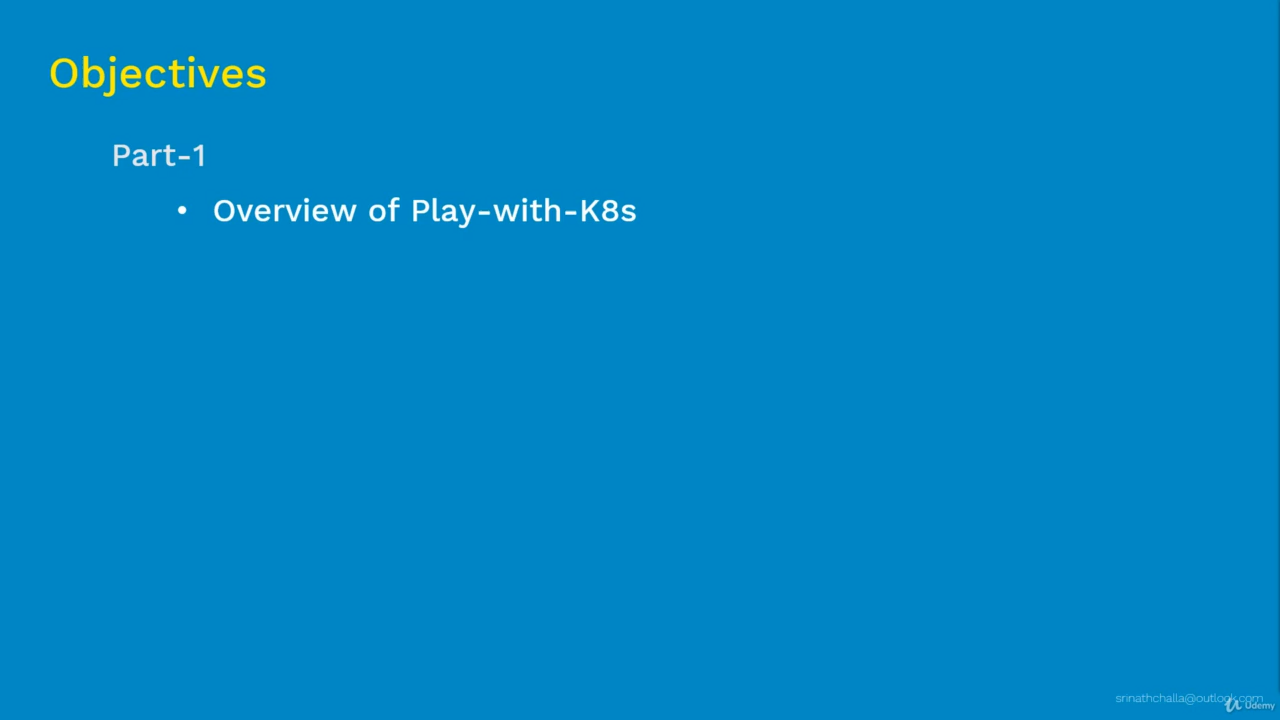 Objectives
Part-1
• Overview of Play-with-K8s
srinathchalla@outlook.com
Udemy